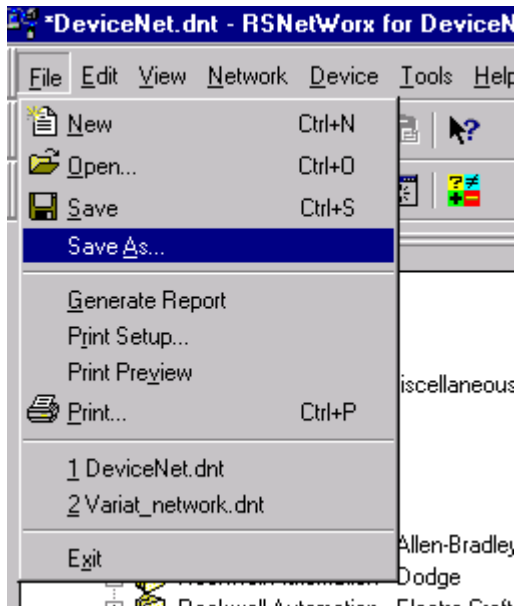 *DeviceNet.dnt - RSNetWorx for DeviceN
File Edit View Network Device Tools Help
New Ctrl+N
Open... Ctrl+O
Save Ctrl+S
Save As...
Generate Report
Print Setup...
Print Preview
iscellaneous
Print... Ctrl+P
1 DeviceNet.dnt
2 Variat_network.dnt
Allen-Bradley
Exit
Dodge